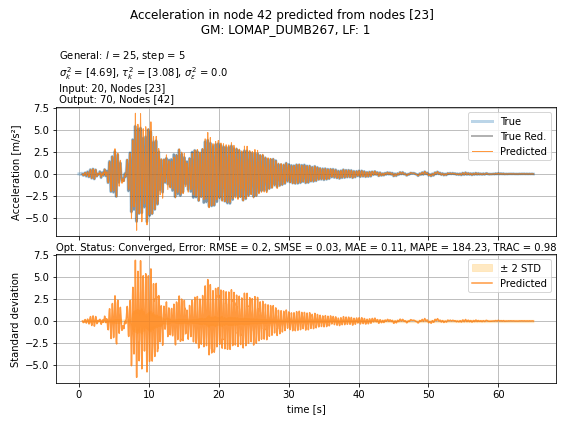 Acceleration in node 42 predicted from nodes [23]
GM: LOMAP_DUMB267, LF: 1
General: l = 25, step = 5
σ²ₖ = [4.69], τ²ₖ = [3.08], σ²ε = 0.0
Input: 20, Nodes [23]
Output: 70, Nodes [42]
7.5
5.0
2.5
0.0
−2.5
−5.0
Acceleration [m/s²]
True
True Red.
Predicted
Opt. Status: Converged, Error: RMSE = 0.2, SMSE = 0.03, MAE = 0.11, MAPE = 184.23, TRAC = 0.98
7.5
5.0
2.5
0.0
−2.5
−5.0
Standard deviation
± 2 STD
Predicted
0 10 20 30 40 50 60
time [s]